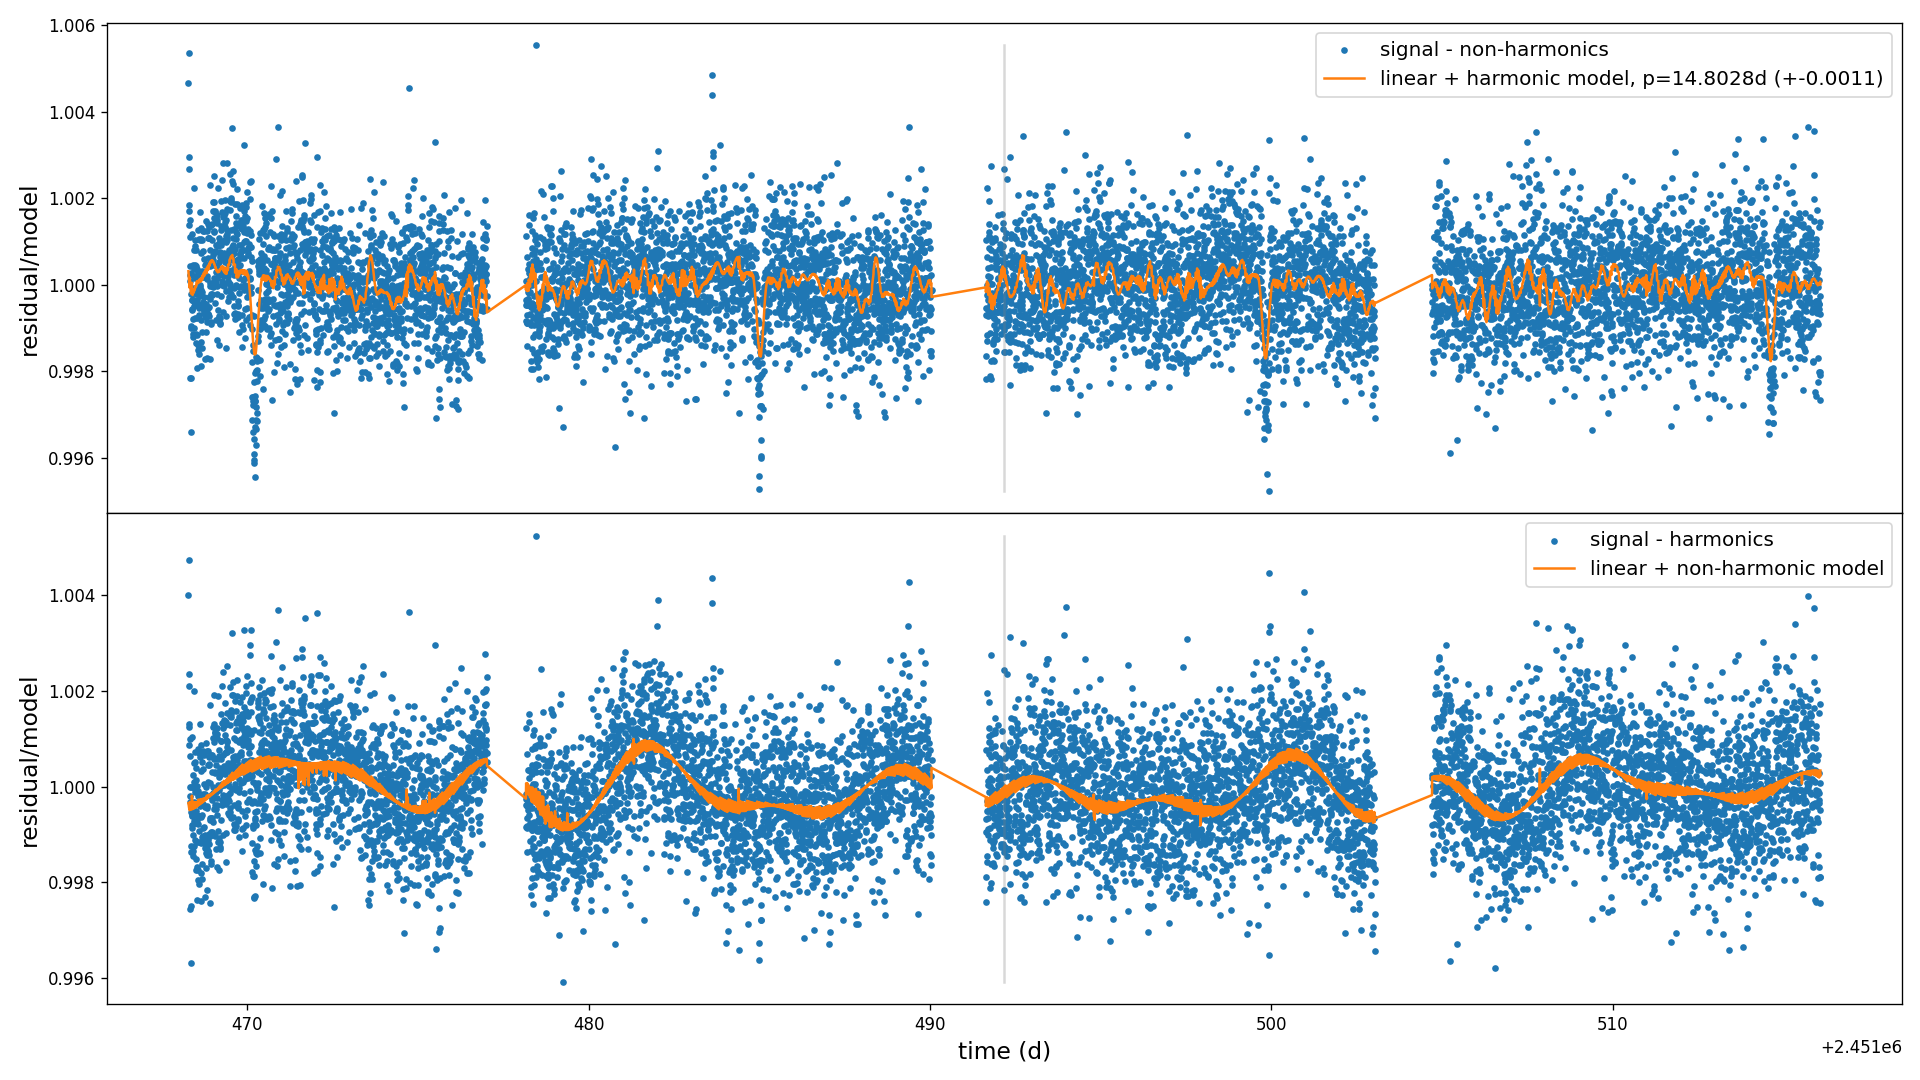 1.006
1.004
1.002
1.000
0.998
0.996
residual/model
signal - non-harmonics
linear + harmonic model, p=14.8028d (+-0.0011)
1.004
1.002
1.000
0.998
0.996
residual/model
signal - harmonics
linear + non-harmonic model
470
480
490
500
510
time (d)
+2.451e6